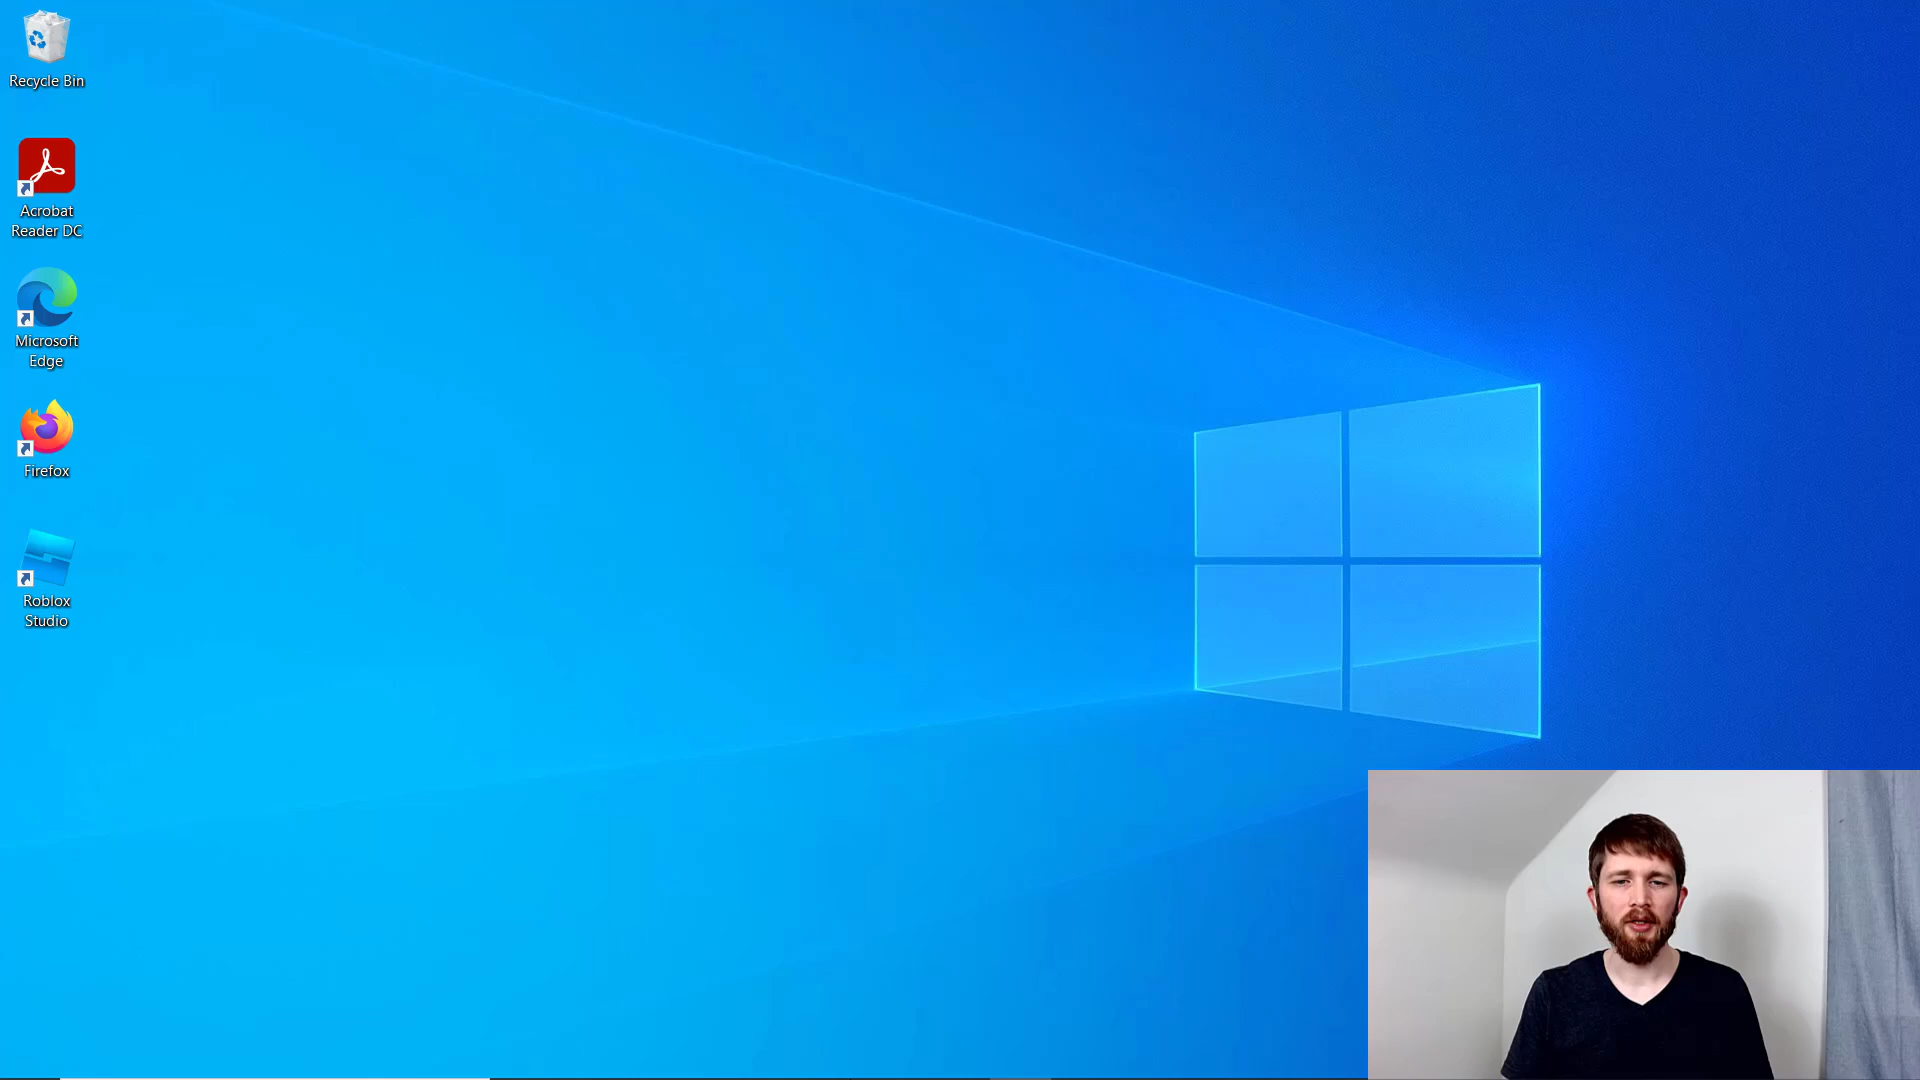 Recycle Bin
Acrobat
Reader DC
Microsoft
Edge
Firefox
Roblox
Studio